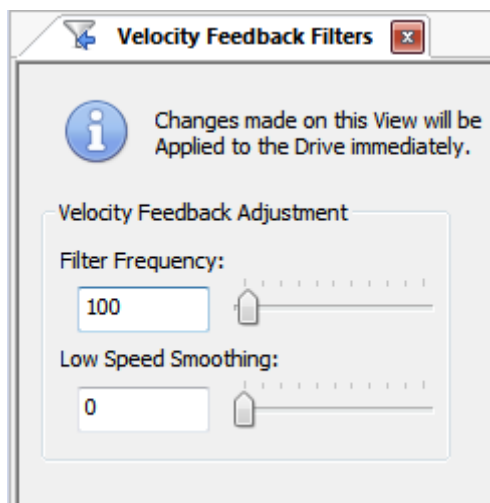 Velocity Feedback Filters
Changes made on this View will be
Applied to the Drive immediately.
Velocity Feedback Adjustment
Filter Frequency:
100
Low Speed Smoothing:
0